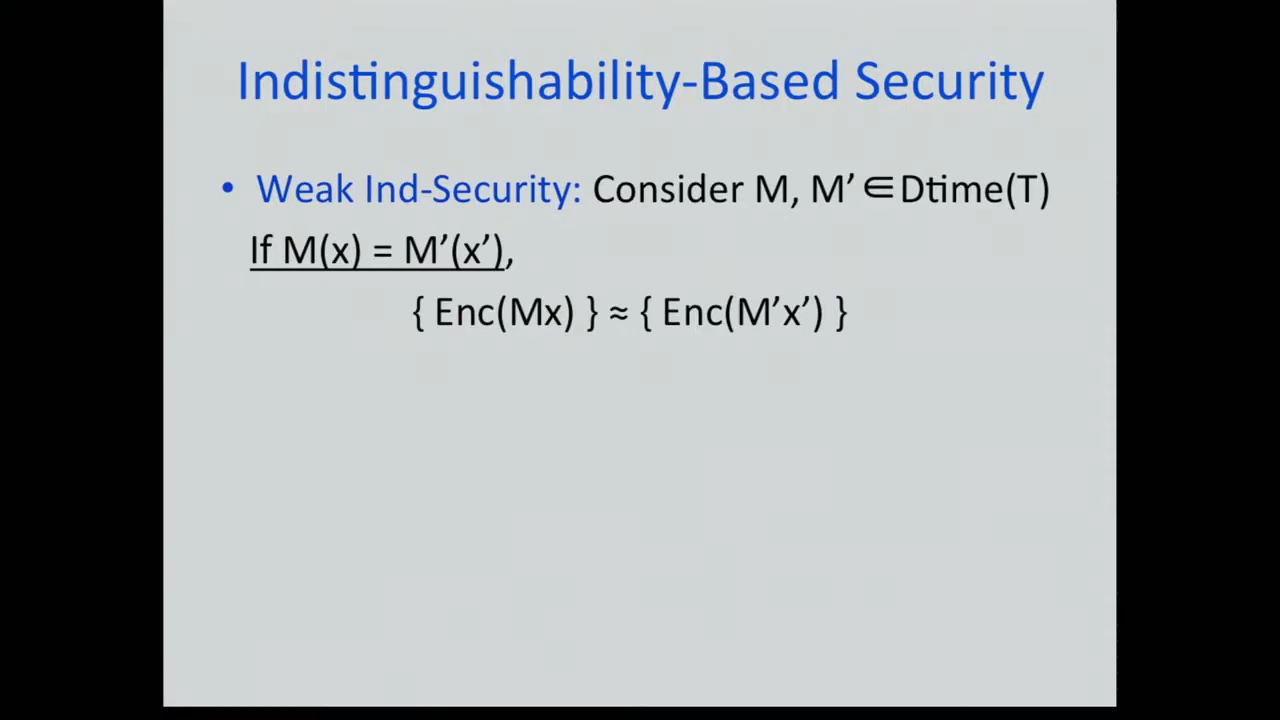 Indistinguishability-Based Security
• Weak Ind-Security: Consider M, M’ ∈ Dtime(T)
If M(x) = M’(x’),
{ Enc(Mx) } ≈ { Enc(M’x’) }